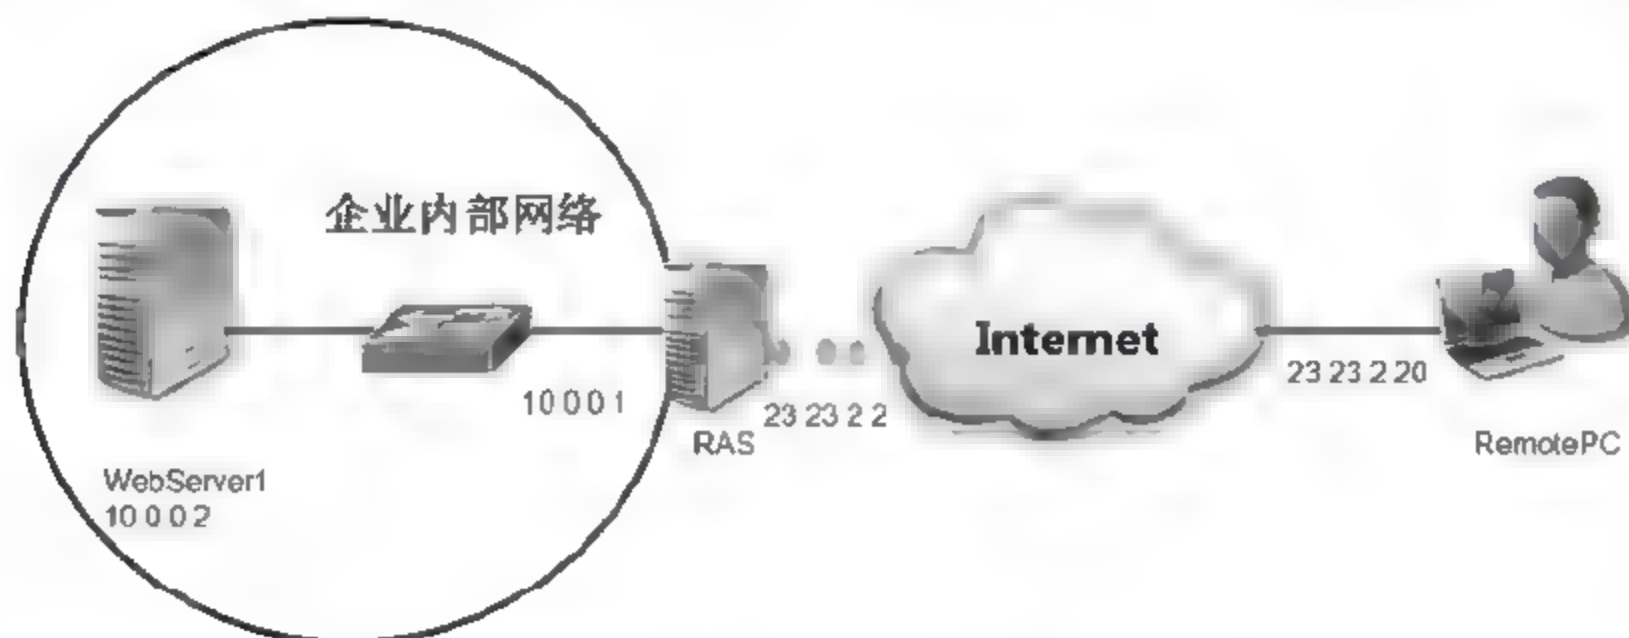 企业内部网络
Internet
10 0 0 1
23 23 2 2
23 23 2 20
RAS
RemotePC
WebServer1
10 0 0 2